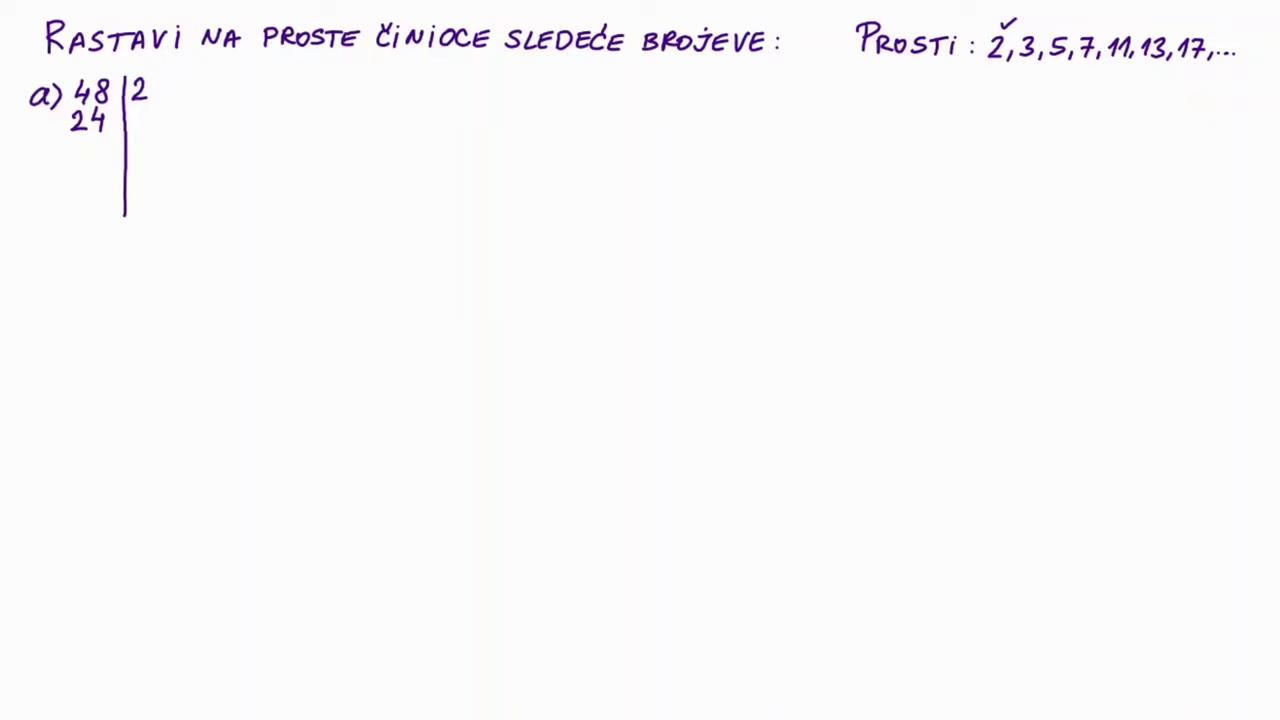 RASTAVI NA PROSTE ČINIOCE SLEDEĆE BROJEVE : PROSTI : 2, 3, 5, 7, 11, 13, 17, ...
a) 48 | 2
24